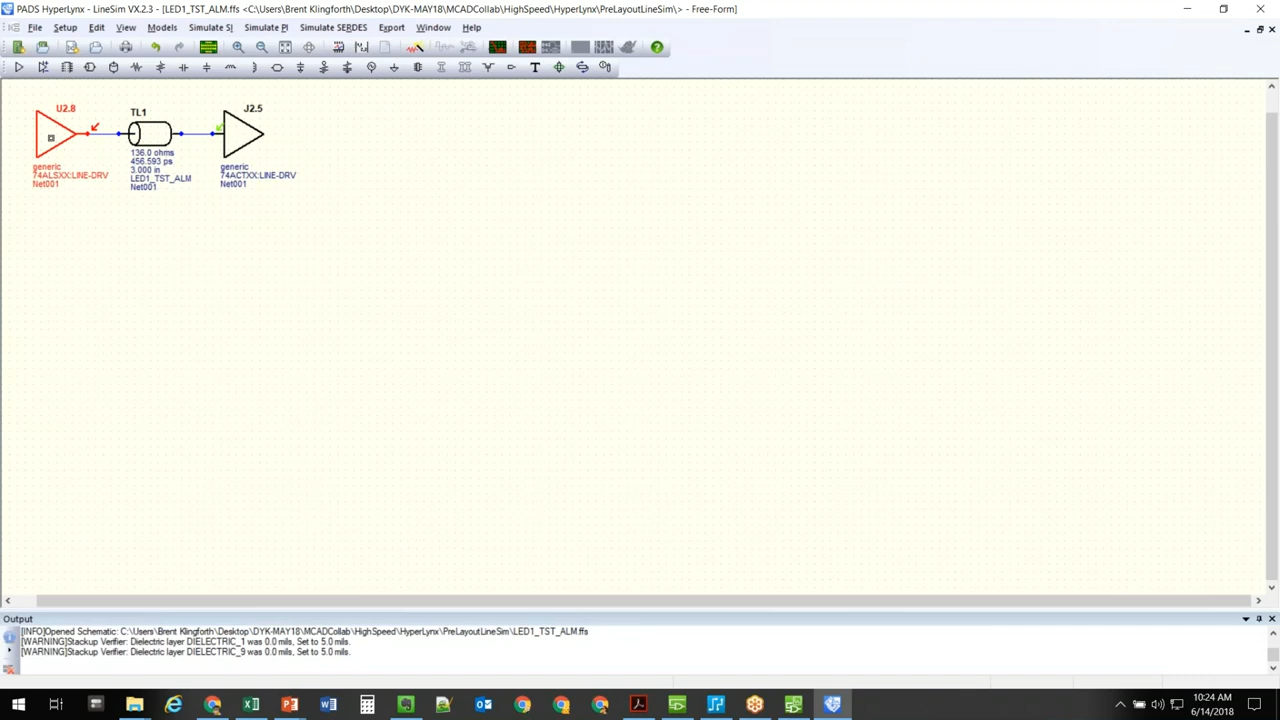 PADS HyperLynx - LineSim VX.2.3 - [LED1_TST_ALM.ffs <C:\Users\Brent Klingforth\Desktop\DYK-MAY18\MCADCollab\HighSpeed\HyperLynx\PreLayoutLineSim\> - Free-Form]
File Setup Edit View Models Simulate SI Simulate PI Simulate SERDES Export Window Help
U2.8 TL1 J2.5
136.0 ohms
456.593 ps
3.000 in
LED1_TST_ALM
Net001
generic
74ALSXX:LINE-DRV
Net001
generic
74ACTXX:LINE-DRV
Net001
Output
[INFO]Opened Schematic: C:\Users\Brent Klingforth\Desktop\DYK-MAY18\MCADCollab\HighSpeed\HyperLynx\PreLayoutLineSim\LED1_TST_ALM.ffs
[WARNING]Stackup Verifier: Dielectric layer DIELECTRIC_1 was 0.0 mils, Set to 5.0 mils.
[WARNING]Stackup Verifier: Dielectric layer DIELECTRIC_9 was 0.0 mils, Set to 5.0 mils.
10:24 AM
6/14/2018